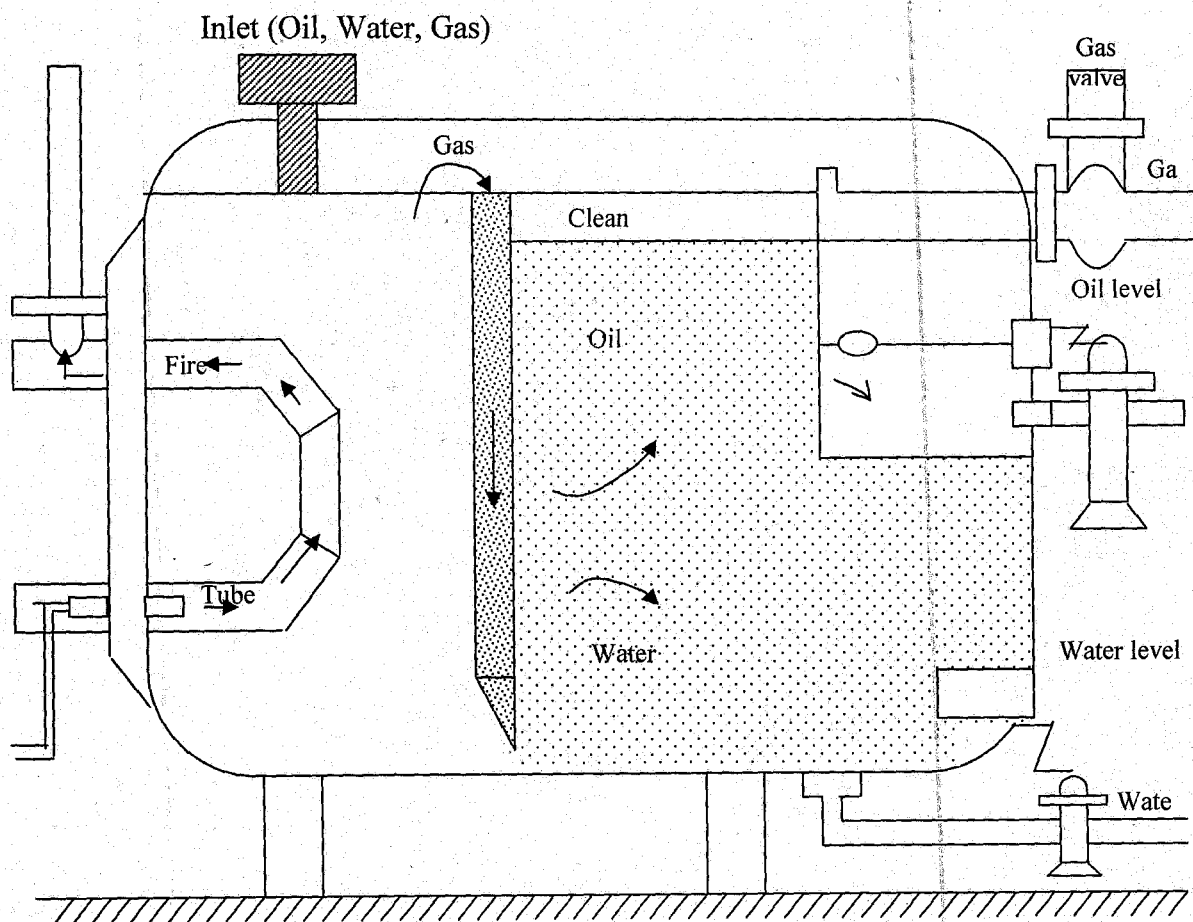 Inlet (Oil, Water, Gas)
Gas
valve
Gas
Ga
Clean
Oil level
Oil
Fire
Tube
Water
Water level
Wate